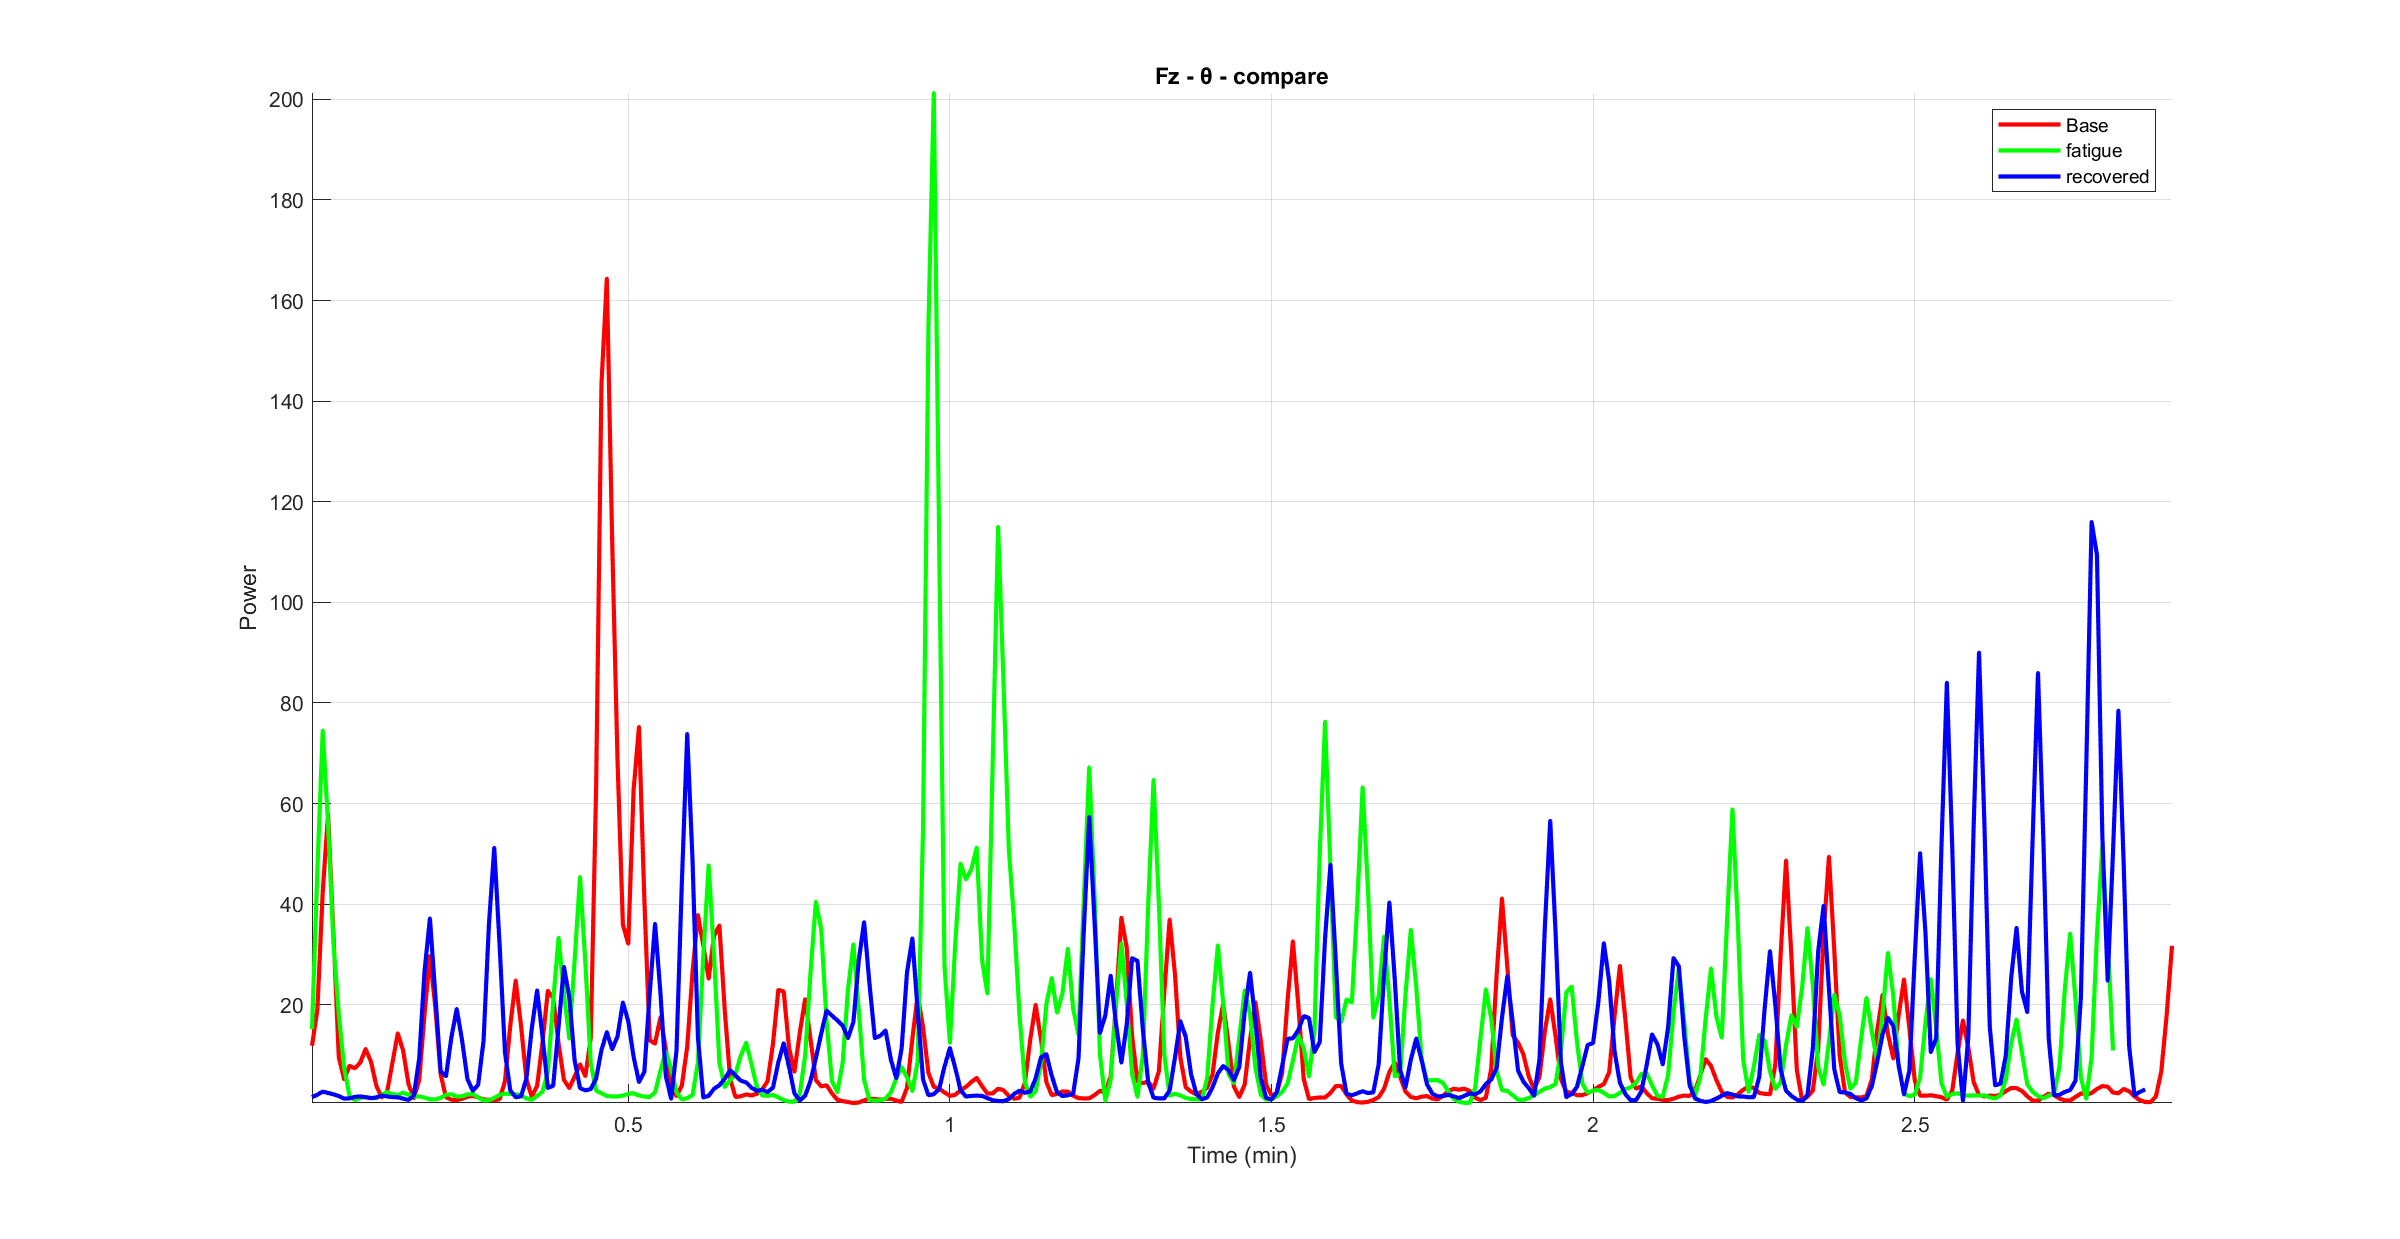 Fz - θ - compare
Base
fatigue
recovered
200
180
160
140
120
100
80
60
40
20
Power
0.5 1 1.5 2 2.5
Time (min)